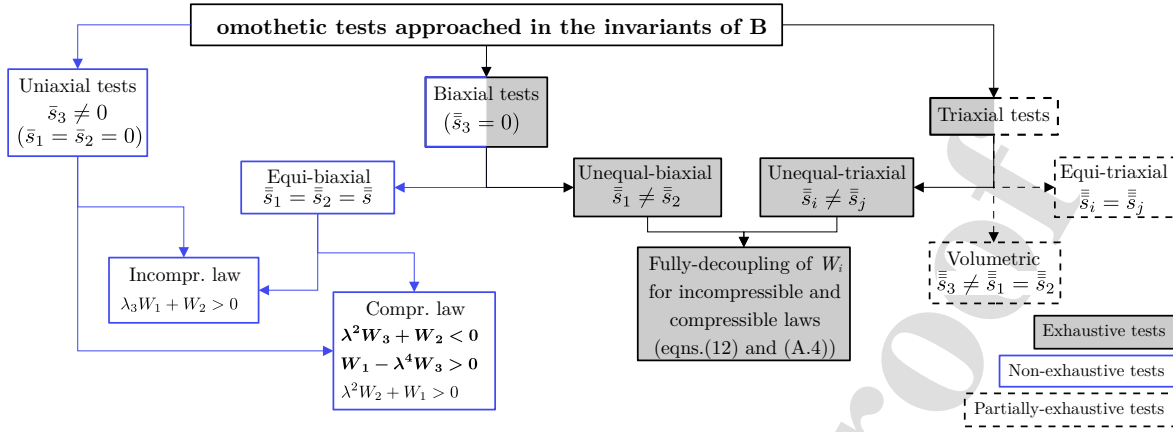 omothetic tests approached in the invariants of B
Uniaxial tests
s̄₃ ≠ 0
(s̄₁ = s̄₂ = 0)
Biaxial tests
(s̿₃ = 0)
Triaxial tests
Equi-biaxial
s̿₁ = s̿₂ = s̿
Unequal-biaxial
s̿₁ ≠ s̿₂
Unequal-triaxial
s̿̄ᵢ ≠ s̿̄ⱼ
Equi-triaxial
s̿̄ᵢ = s̿̄ⱼ
Incompr. law
λ₃W₁ + W₂ > 0
Compr. law
λ²W₃ + W₂ < 0
W₁ − λ⁴W₃ > 0
λ²W₂ + W₁ > 0
Fully-decoupling of Wᵢ
for incompressible and
compressible laws
(eqns.(12) and (A.4))
Volumetric
s̿̄₃ ≠ s̿̄₁ = s̿̄₂
Exhaustive tests
Non-exhaustive tests
Partially-exhaustive tests
roof